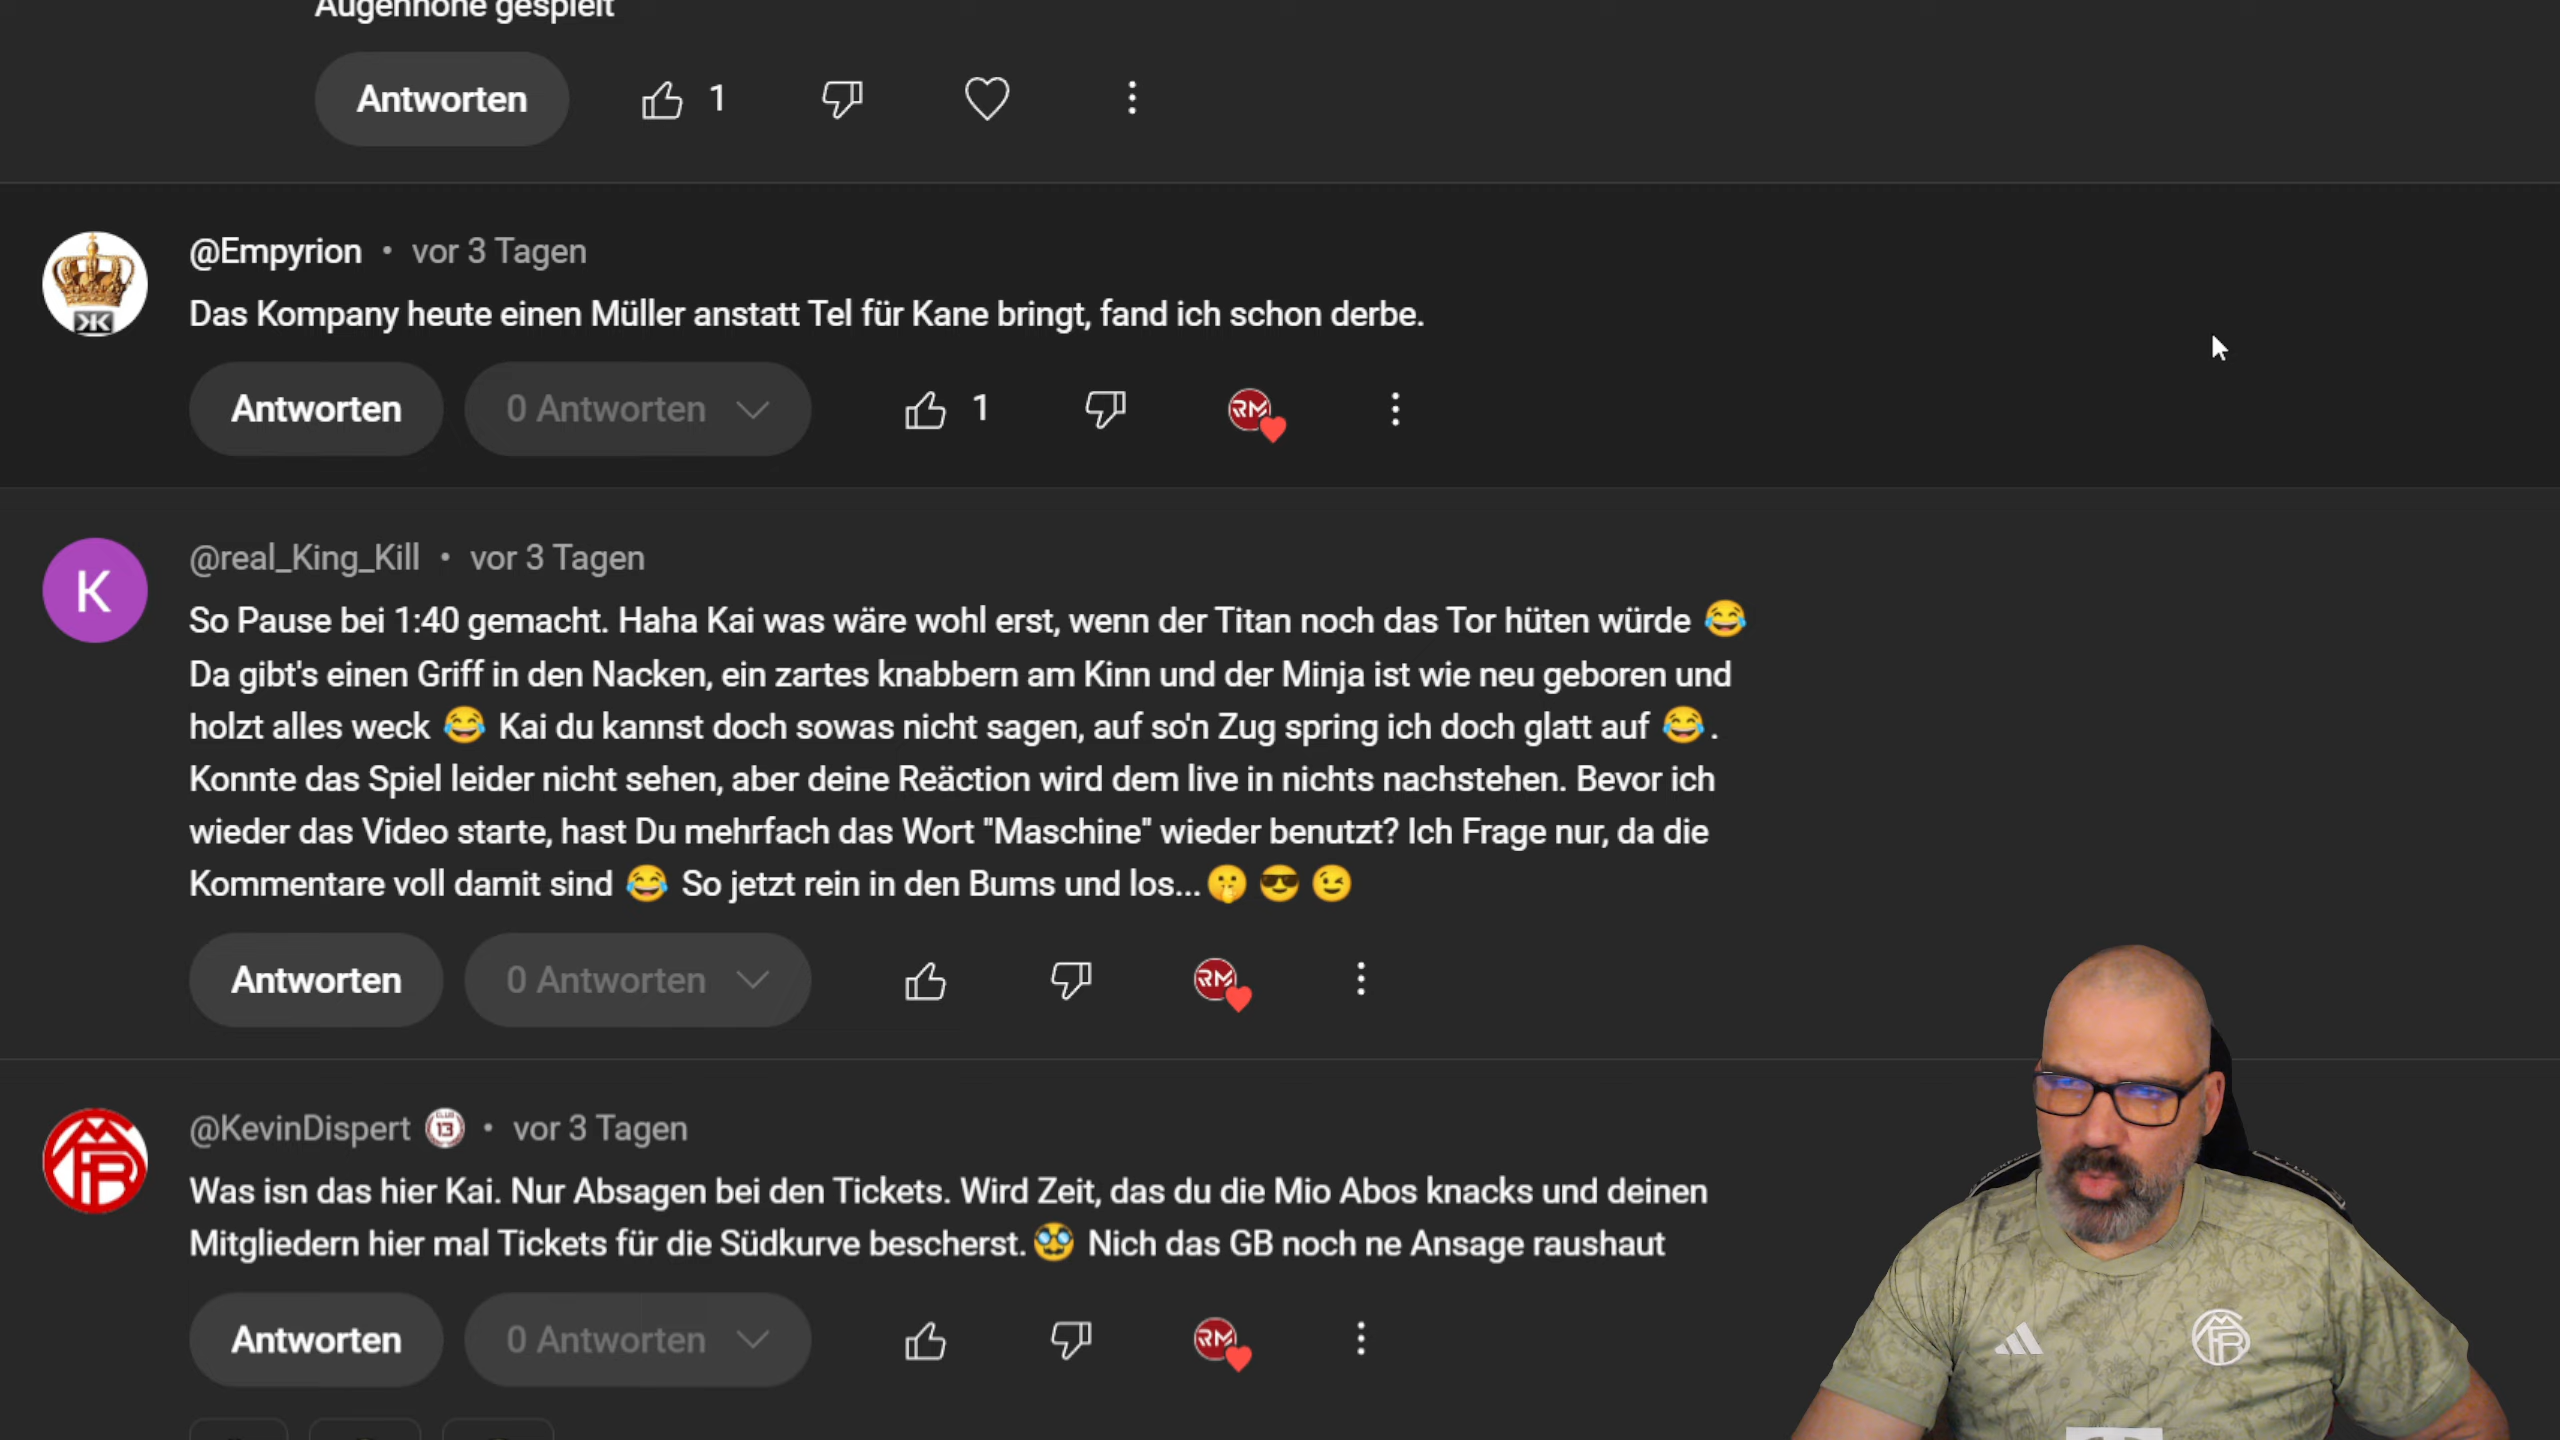 Augenhöhe gespielt
Antworten 1
@Empyrion • vor 3 Tagen
Das Kompany heute einen Müller anstatt Tel für Kane bringt, fand ich schon derbe.
Antworten 0 Antworten 1 RM
K @real_King_Kill • vor 3 Tagen
So Pause bei 1:40 gemacht. Haha Kai was wäre wohl erst, wenn der Titan noch das Tor hüten würde 😂
Da gibt's einen Griff in den Nacken, ein zartes knabbern am Kinn und der Minja ist wie neu geboren und
holzt alles weck 😂 Kai du kannst doch sowas nicht sagen, auf so'n Zug spring ich doch glatt auf 😂.
Konnte das Spiel leider nicht sehen, aber deine Reäction wird dem live in nichts nachstehen. Bevor ich
wieder das Video starte, hast Du mehrfach das Wort "Maschine" wieder benutzt? Ich Frage nur, da die
Kommentare voll damit sind 😂 So jetzt rein in den Bums und los...🤫😎😉
Antworten 0 Antworten RM
@KevinDispert CLUB 13 • vor 3 Tagen
Was isn das hier Kai. Nur Absagen bei den Tickets. Wird Zeit, das du die Mio Abos knacks und deinen
Mitgliedern hier mal Tickets für die Südkurve bescherst.🥸 Nich das GB noch ne Ansage raushaut
Antworten 0 Antworten RM